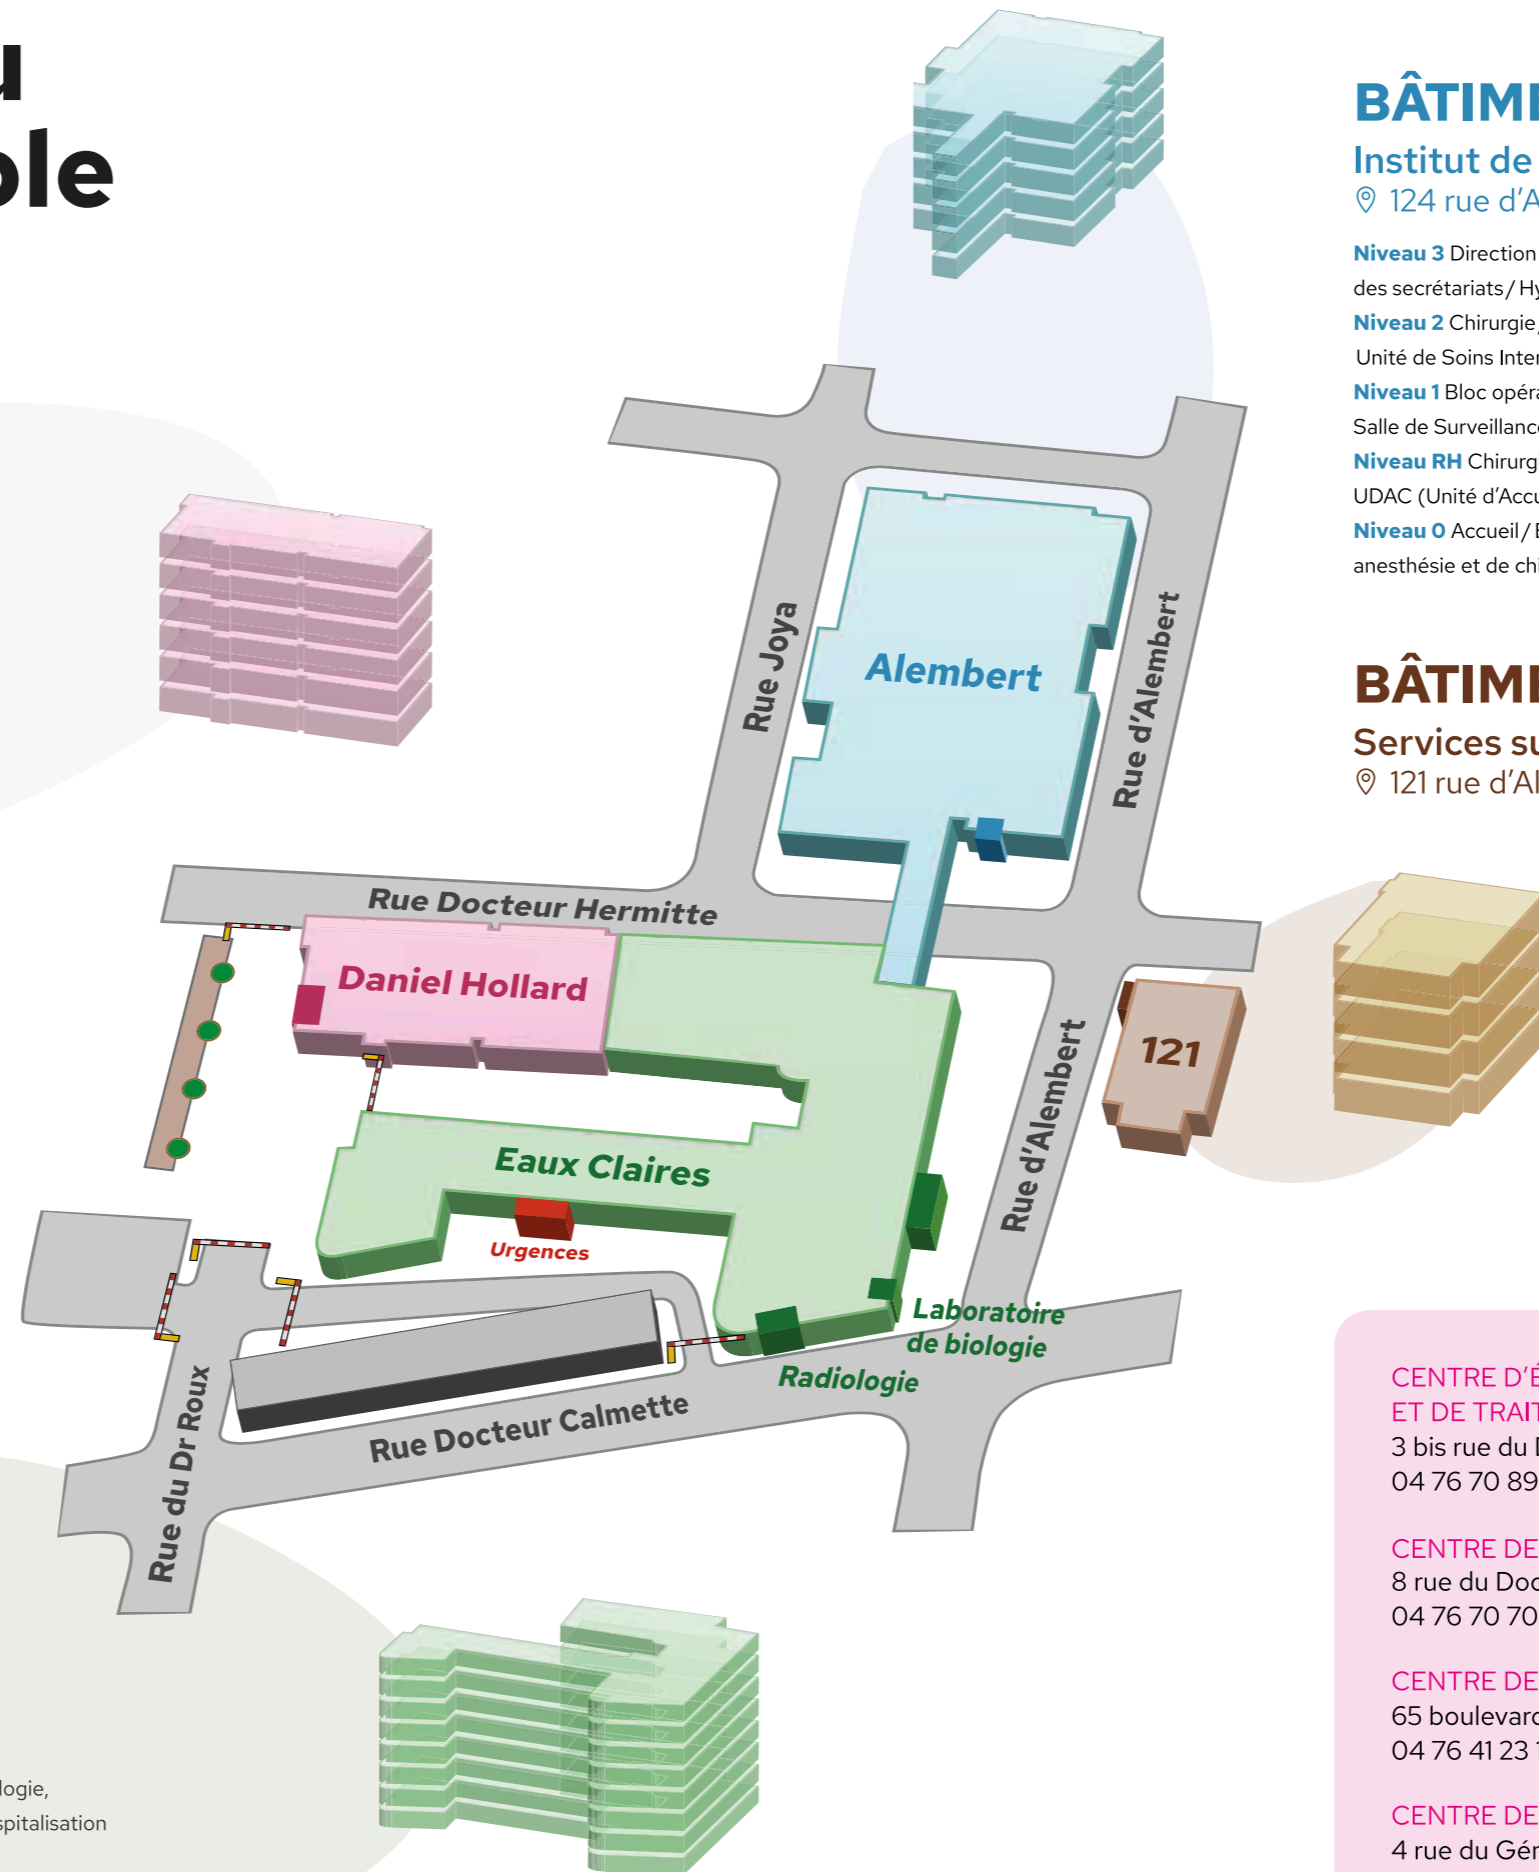 BÂTIM
Institut de
124 rue d'A
Niveau 3 Direction
des secrétariats / Hy
Niveau 2 Chirurgie /
Unité de Soins Inte
Niveau 1 Bloc opéra
Salle de Surveillanc
Niveau RH Chirurg
UDAC (Unité d'Accu
Niveau 0 Accueil /
anesthésie et de chi
Rue Joya
Alembert
Rue d'Alembert
BÂTIM
Services su
121 rue d'Al
Rue Docteur Hermitte
Daniel Hollard
121
Rue d'Alembert
Eaux Claires
Urgences
Laboratoire
de biologie
Radiologie
Rue Docteur Calmette
Rue du Dr Roux
CENTRE D'É
ET DE TRAIT
3 bis rue du
04 76 70 89
CENTRE DE
8 rue du Doc
04 76 70 70
CENTRE DE
65 boulevard
04 76 41 23
CENTRE DE
4 rue du Gér
logie,
spitalisation